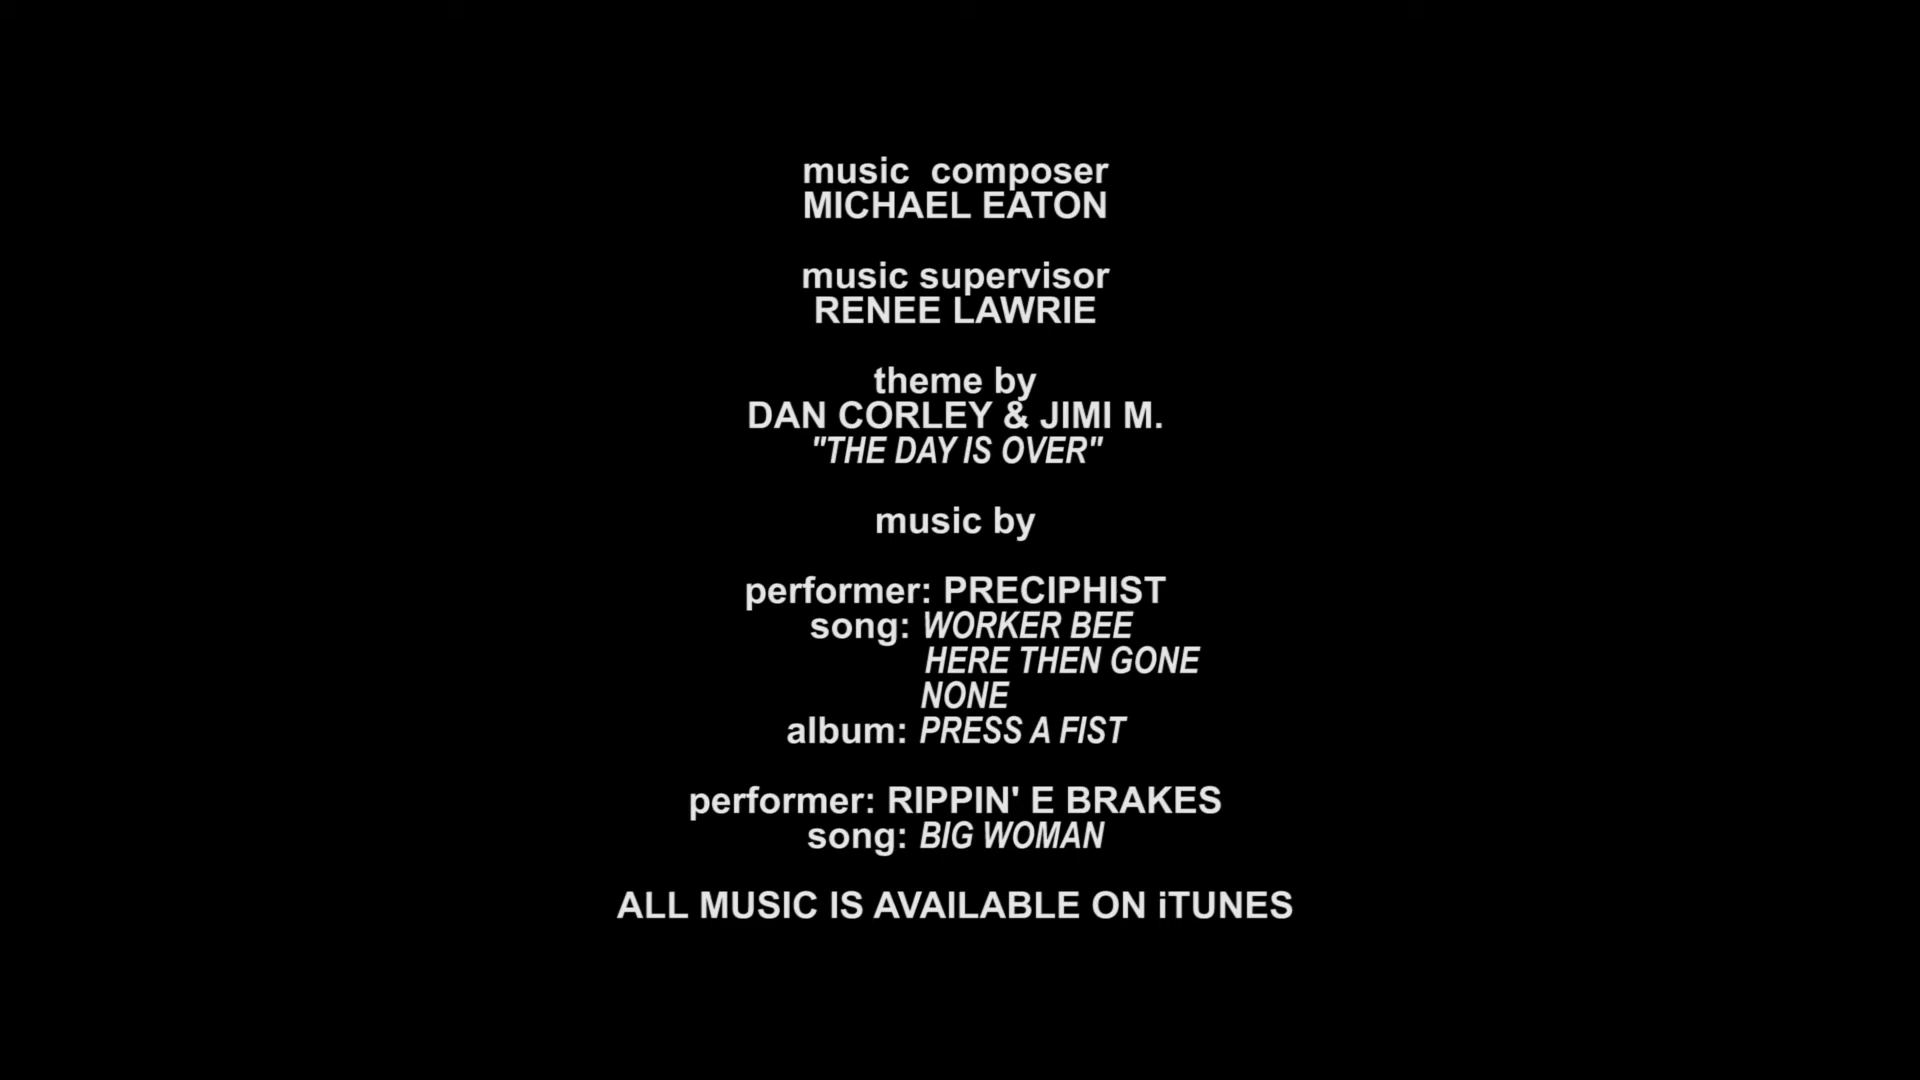 music  composer
MICHAEL EATON
music supervisor
RENEE LAWRIE
theme by
DAN CORLEY & JIMI M.
"THE DAY IS OVER"
music by
performer: PRECIPHIST
song: WORKER BEE
HERE THEN GONE
NONE
album: PRESS A FIST
performer: RIPPIN' E BRAKES
song: BIG WOMAN
ALL MUSIC IS AVAILABLE ON iTUNES